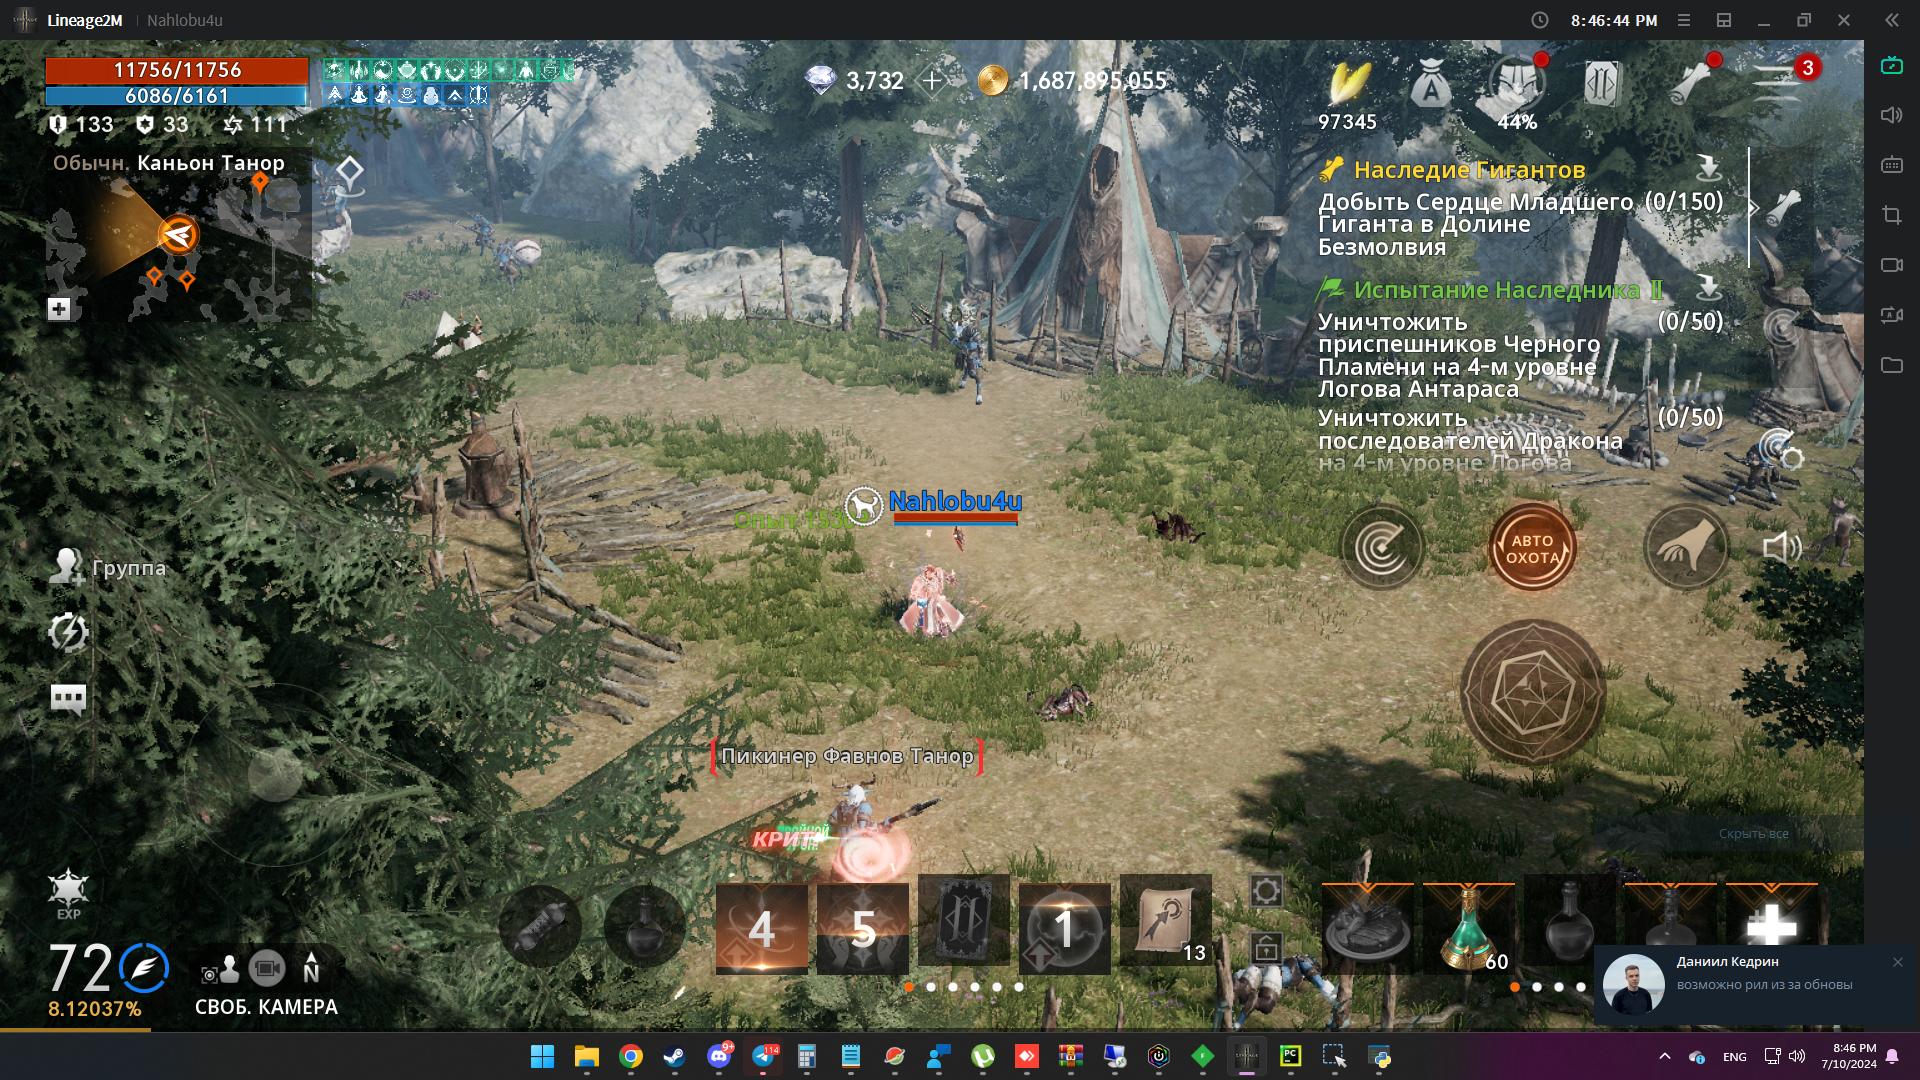 Lineage2M
Nahlobu4u
8:46:44 PM
11756/11756
6086/6161
133
33
111
Обычн. Каньон Танор
3,732
1,687,895,055
A
97345
44%
3
Наследие Гигантов
Добыть Сердце Младшего (0/150)
Гиганта в Долине
Безмолвия
Испытание Наследника II
Уничтожить (0/50)
приспешников Черного
Пламени на 4-м уровне
Логова Антараса
Уничтожить (0/50)
последователей Дракона
на 4-м уровне Логова
Nahlobu4u
Опыт
АВТО
ОХОТА
Группа
Пикинер Фавнов Танор
КРИТ!
Скрыть все
EXP
72
8.12037%
N
СВОБ. КАМЕРА
4
5
1
13
60
Даниил Кедрин
возможно рил из за обновы
9+
114
PC
ENG
8:46 PM
7/10/2024